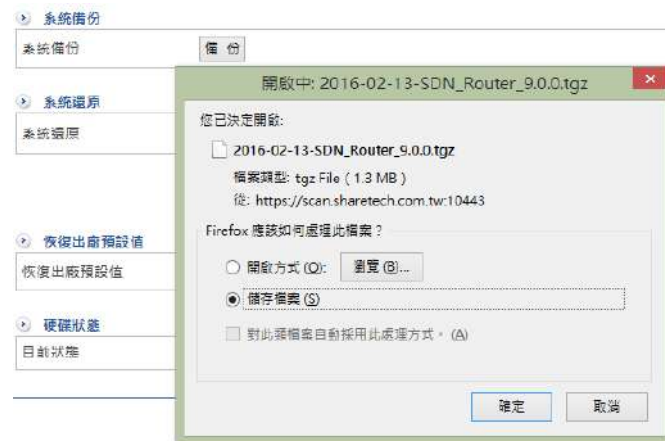 系統備份
系統備份 備 份
系統還原
系統還原
恢復出廠預設值
恢復出廠預設值
硬碟狀態
目前狀態
開啟中: 2016-02-13-SDN_Router_9.0.0.tgz
您已決定開啟:
2016-02-13-SDN_Router_9.0.0.tgz
檔案類型: tgz File ( 1.3 MB )
從: https://scan.sharetech.com.tw:10443
Firefox 應該如何處理此檔案？
開啟方式 (O): 瀏覽 (B)...
儲存檔案 (S)
對此類檔案自動採用此處理方式。 (A)
確定 取消